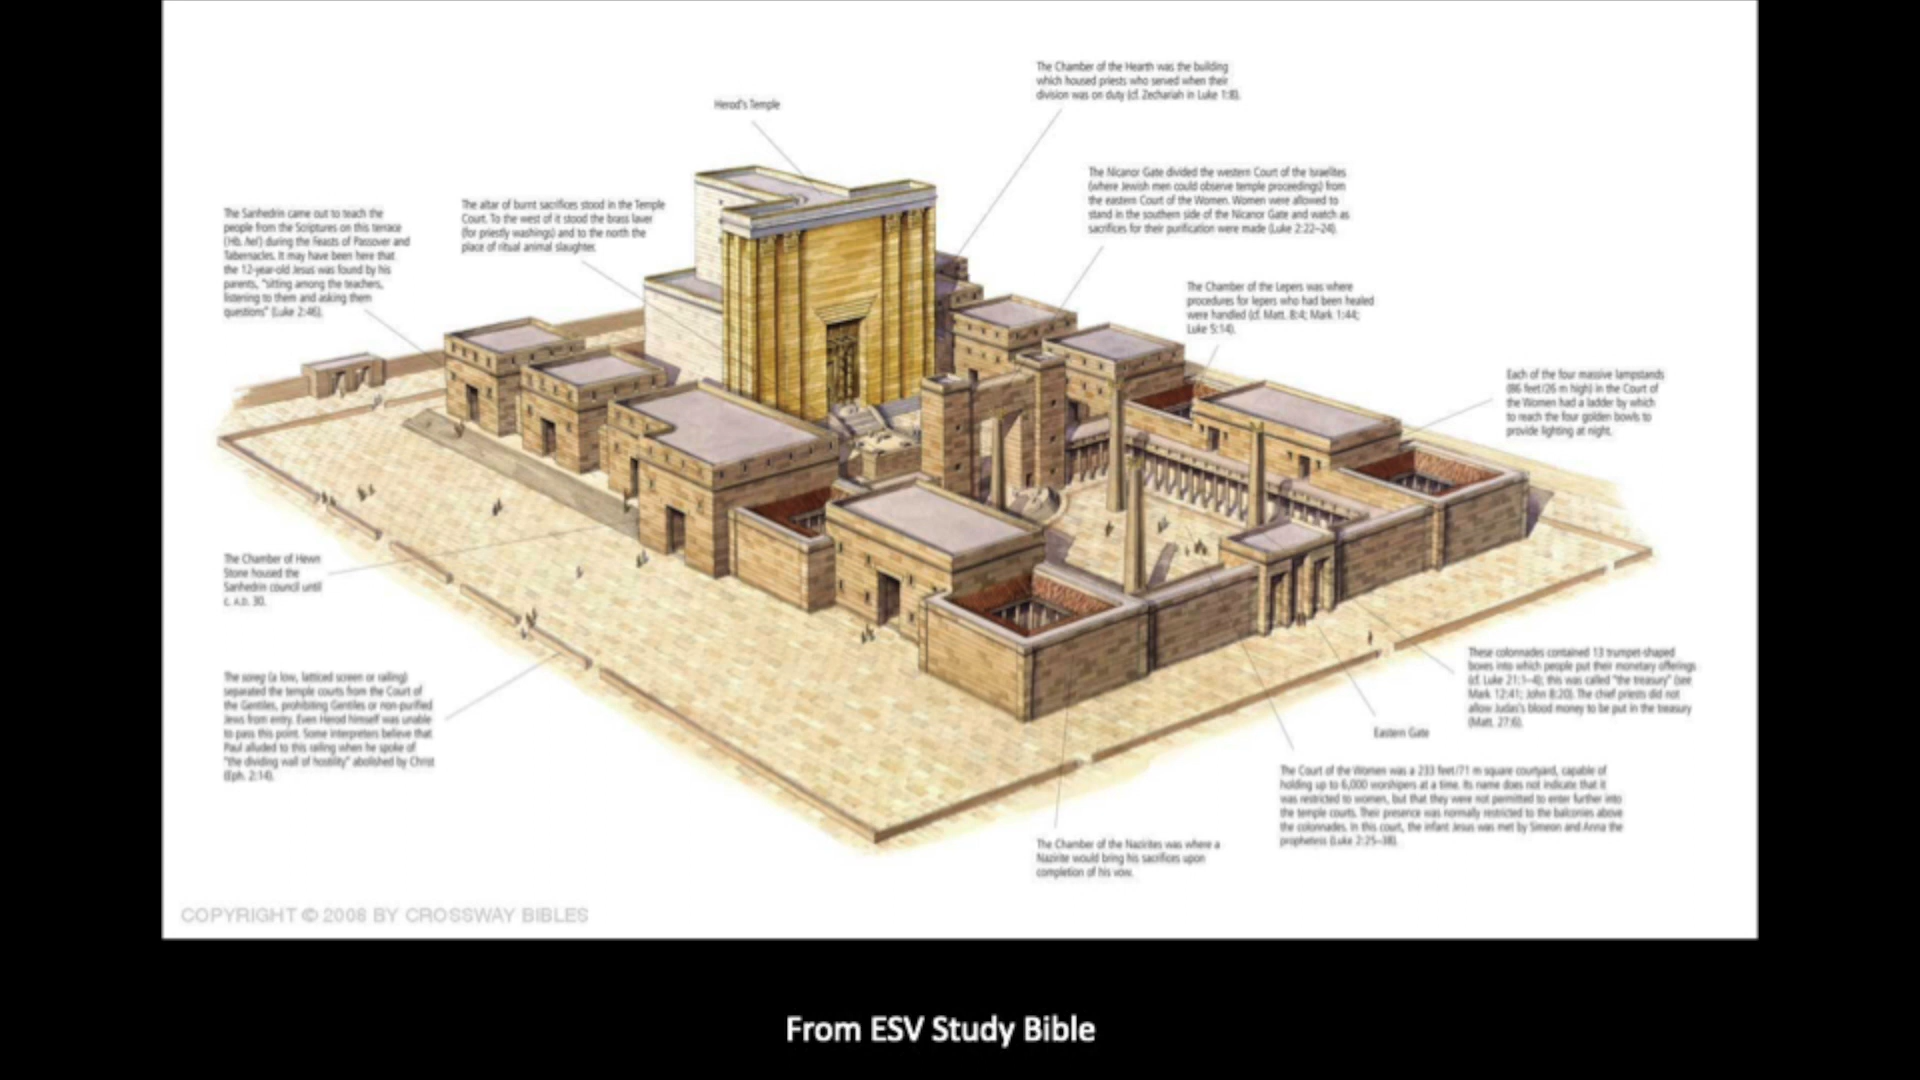 Herod's Temple
The Chamber of the Hearth was the building
which housed priests who served when their
division was on duty (cf. Zechariah in Luke 1:8).
The Nicanor Gate divided the western Court of the Israelites
(where Jewish men could observe temple proceedings) from
the eastern Court of the Women. Women were allowed to
stand in the southern side of the Nicanor Gate and watch as
sacrifices for their purification were made (Luke 2:22–24).
The altar of burnt sacrifices stood in the Temple
Court. To the west of it stood the brass laver
(for priestly washings) and to the north the
place of ritual animal slaughter.
The Sanhedrin came out to teach the
people from the Scriptures on this terrace
(Hb. hel) during the Feasts of Passover and
Tabernacles. It may have been here that
the 12-year-old Jesus was found by his
parents, "sitting among the teachers,
listening to them and asking them
questions" (Luke 2:46).
The Chamber of the Lepers was where
procedures for lepers who had been healed
were handled (cf. Matt. 8:4; Mark 1:44;
Luke 5:14).
Each of the four massive lampstands
(86 feet/26 m high) in the Court of
the Women had a ladder by which
to reach the four golden bowls to
provide lighting at night.
The Chamber of Hewn
Stone housed the
Sanhedrin council until
c. A.D. 30.
The soreg (a low, latticed screen or railing)
separated the temple courts from the Court of
the Gentiles, prohibiting Gentiles or non-purified
Jews from entry. Even Herod himself was unable
to pass this point. Some interpreters believe that
Paul alluded to this railing when he spoke of
"the dividing wall of hostility" abolished by Christ
(Eph. 2:14).
These colonnades contained 13 trumpet-shaped
boxes into which people put their monetary offerings
(cf. Luke 21:1–4); this was called "the treasury" (see
Mark 12:41; John 8:20). The chief priests did not
allow Judas's blood money to be put in the treasury
(Matt. 27:6).
Eastern Gate
The Court of the Women was a 233 feet/71 m square courtyard, capable of
holding up to 6,000 worshipers at a time. Its name does not indicate that it
was restricted to women, but that they were not permitted to enter further into
the temple courts. Their presence was normally restricted to the balconies above
the colonnades. In this court, the infant Jesus was met by Simeon and Anna the
prophetess (Luke 2:25–38).
The Chamber of the Nazirites was where a
Nazirite would bring his sacrifices upon
completion of his vow.
COPYRIGHT © 2008 BY CROSSWAY BIBLES
From ESV Study Bible